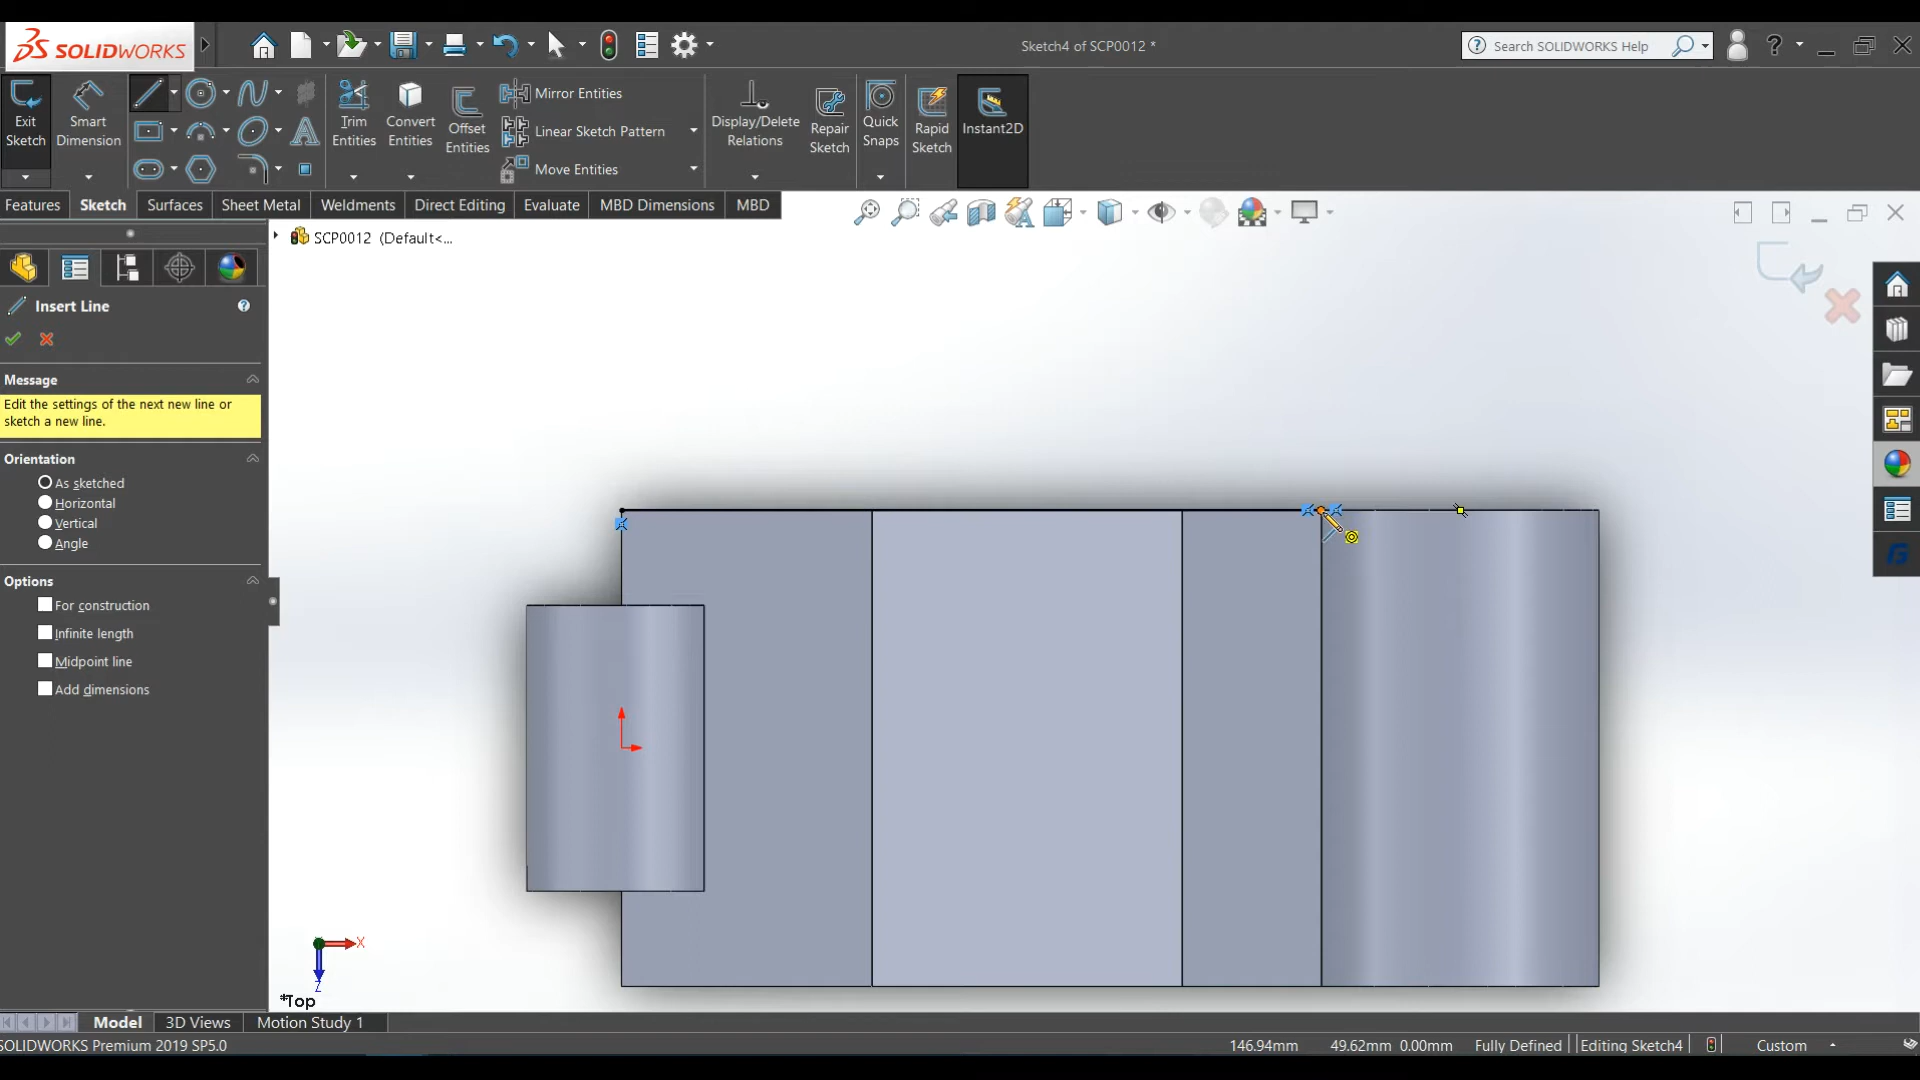 SOLIDWORKS
Sketch4 of SCP0012 *
Search SOLIDWORKS Help
?
Exit Sketch
Smart Dimension
Trim Entities
Convert Entities
Offset Entities
Mirror Entities
Linear Sketch Pattern
Move Entities
Display/Delete Relations
Repair Sketch
Quick Snaps
Rapid Sketch
Instant2D
Features
Sketch
Surfaces
Sheet Metal
Weldments
Direct Editing
Evaluate
MBD Dimensions
MBD
SCP0012 (Default<...
Insert Line
?
Message
Edit the settings of the next new line or
sketch a new line.
Orientation
As sketched
Horizontal
Vertical
Angle
Options
For construction
Infinite length
Midpoint line
Add dimensions
X
Z
*Top
Model
3D Views
Motion Study 1
SOLIDWORKS Premium 2019 SP5.0
146.94mm
49.62mm 0.00mm
Fully Defined
Editing Sketch4
Custom